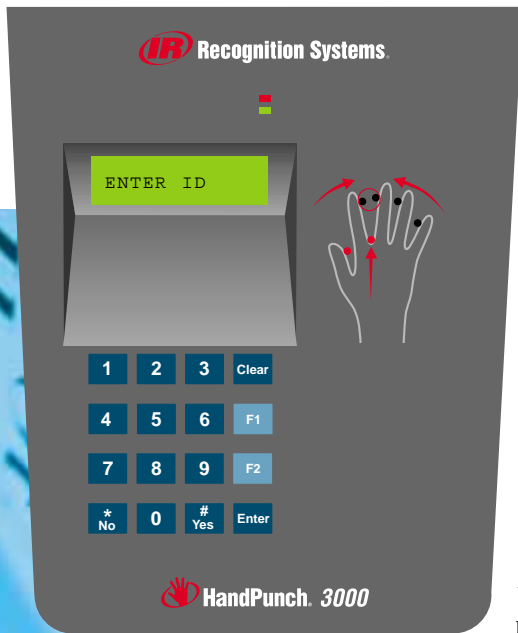 IR Recognition Systems.
ENTER ID
1 2 3 Clear
4 5 6 F1
7 8 9 F2
* No 0 # Yes Enter
HandPunch. 3000